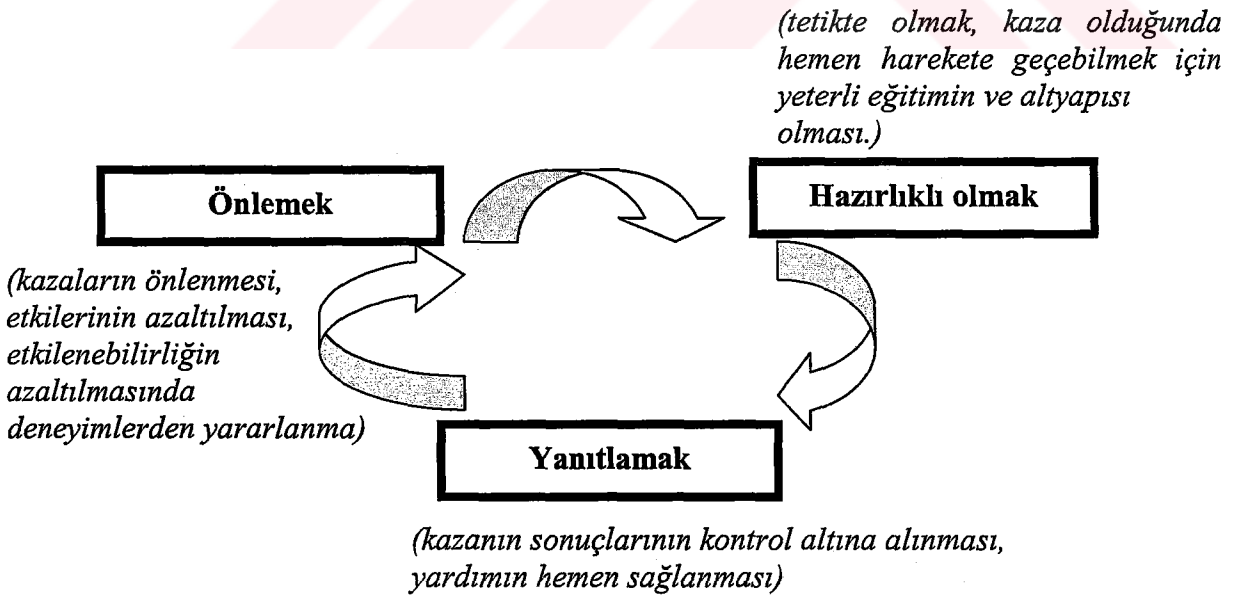 (tetikte olmak, kaza olduğunda
hemen harekete geçebilmek için
yeterli eğitimin ve altyapısı
olması.)
Önlemek
Hazırlıklı olmak
(kazaların önlenmesi,
etkilerinin azaltılması,
etkilenebilirliğin
azaltılmasında
deneyimlerden yararlanma)
Yanıtlamak
(kazanın sonuçlarının kontrol altına alınması,
yardımın hemen sağlanması)